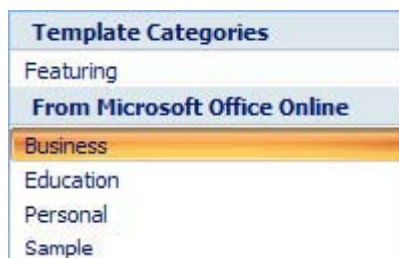 Template Categories
Featuring
From Microsoft Office Online
Business
Education
Personal
Sample